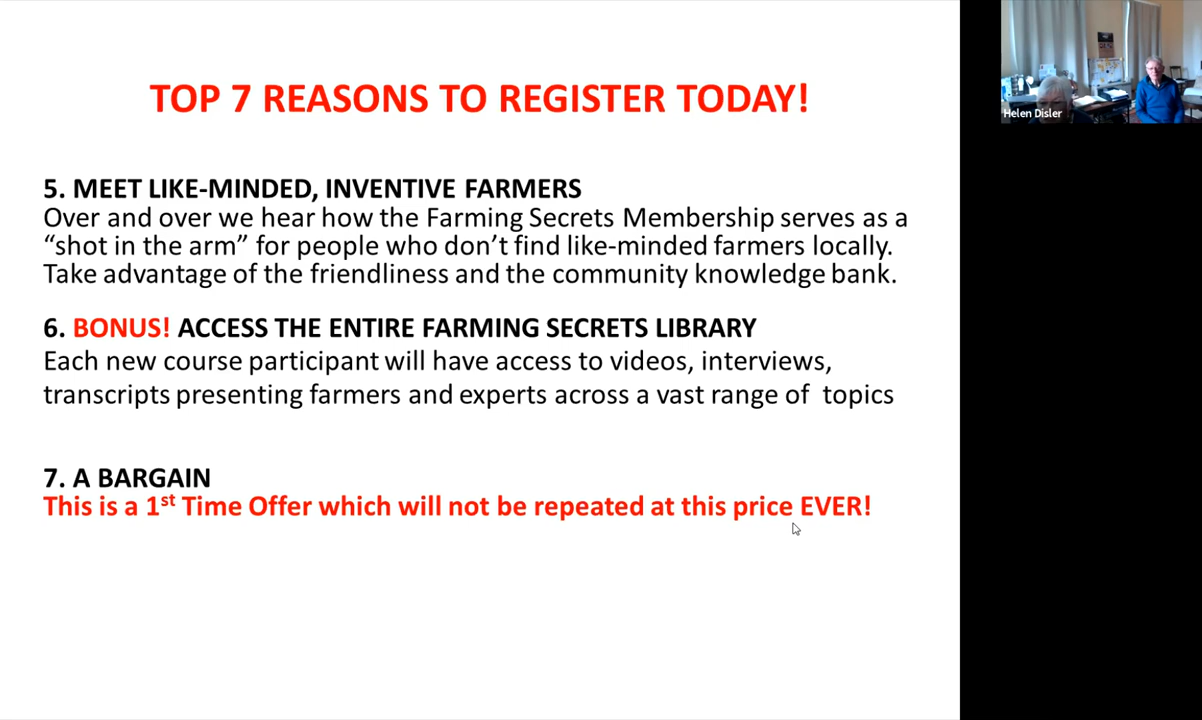 TOP 7 REASONS TO REGISTER TODAY!
5. MEET LIKE-MINDED, INVENTIVE FARMERS
Over and over we hear how the Farming Secrets Membership serves as a
“shot in the arm” for people who don’t find like-minded farmers locally.
Take advantage of the friendliness and the community knowledge bank.
6. BONUS! ACCESS THE ENTIRE FARMING SECRETS LIBRARY
Each new course participant will have access to videos, interviews,
transcripts presenting farmers and experts across a vast range of topics
7. A BARGAIN
This is a 1st Time Offer which will not be repeated at this price EVER!
Helen Disler